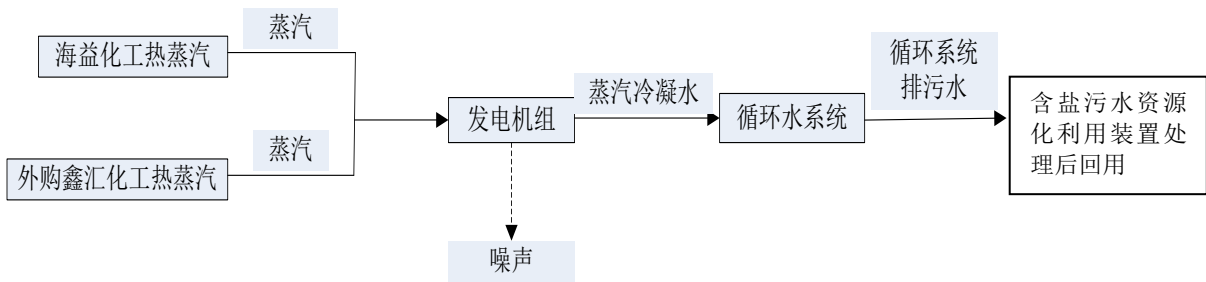 蒸汽
海益化工热蒸汽
蒸汽
外购鑫汇化工热蒸汽
发电机组
噪声
蒸汽冷凝水
循环水系统
循环系统
排污水
含盐污水资源
化利用装置处
理后回用